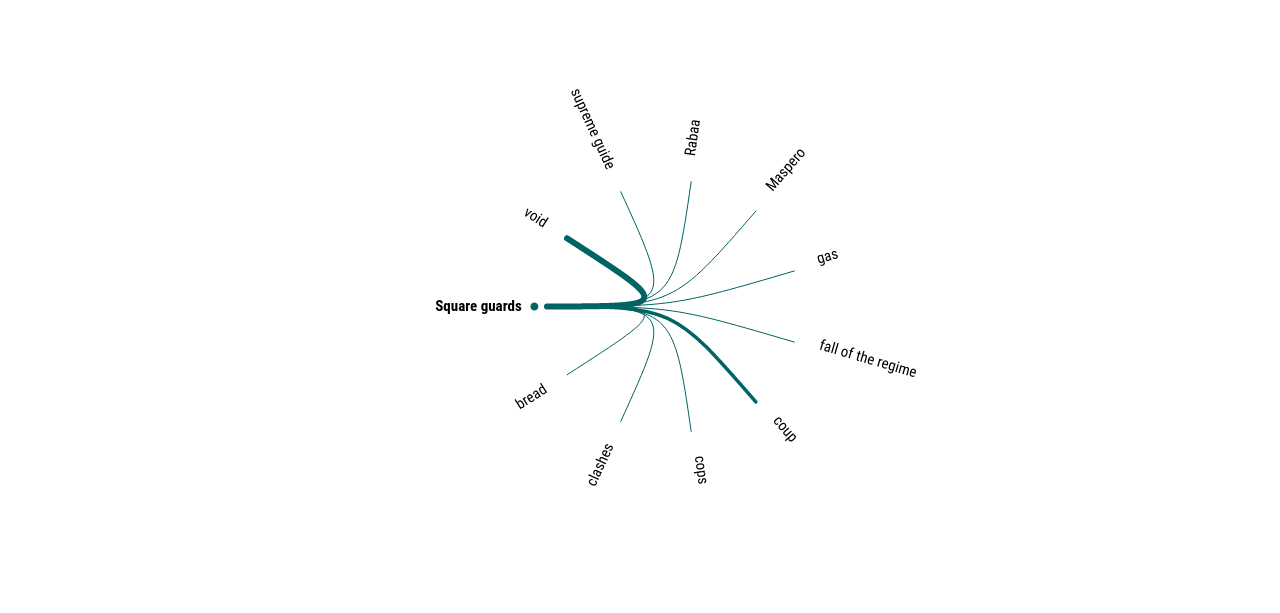 supreme guide
Rabaa
Maspero
void
gas
Square guards
fall of the regime
bread
coup
clashes
cops